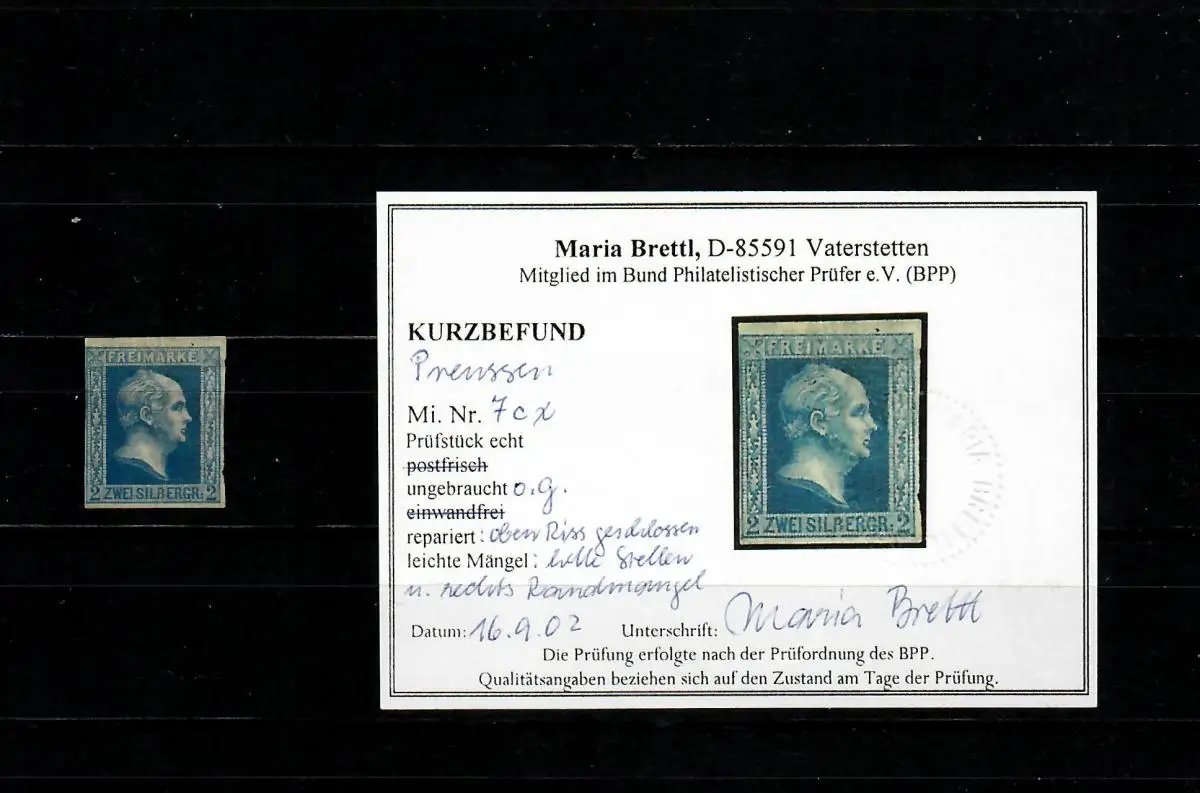 FREIMARKE
2 ZWEI SILBERGR: 2
Maria Brettl, D-85591 Vaterstetten
Mitglied im Bund Philatelistischer Prüfer e.V. (BPP)
KURZBEFUND
Preussen
Mi. Nr. 7cx
Prüfstück echt
postfrisch
ungebraucht o.g.
einwandfrei
repariert: oben Riss geschlossen
leichte Mängel: helle Stellen
u. rechts Randmangel
Datum: 16.9.02 Unterschrift: Maria Brettl
Die Prüfung erfolgte nach der Prüfordnung des BPP.
Qualitätsangaben beziehen sich auf den Zustand am Tage der Prüfung.
FREIMARKE
2 ZWEI SILBERGR: 2